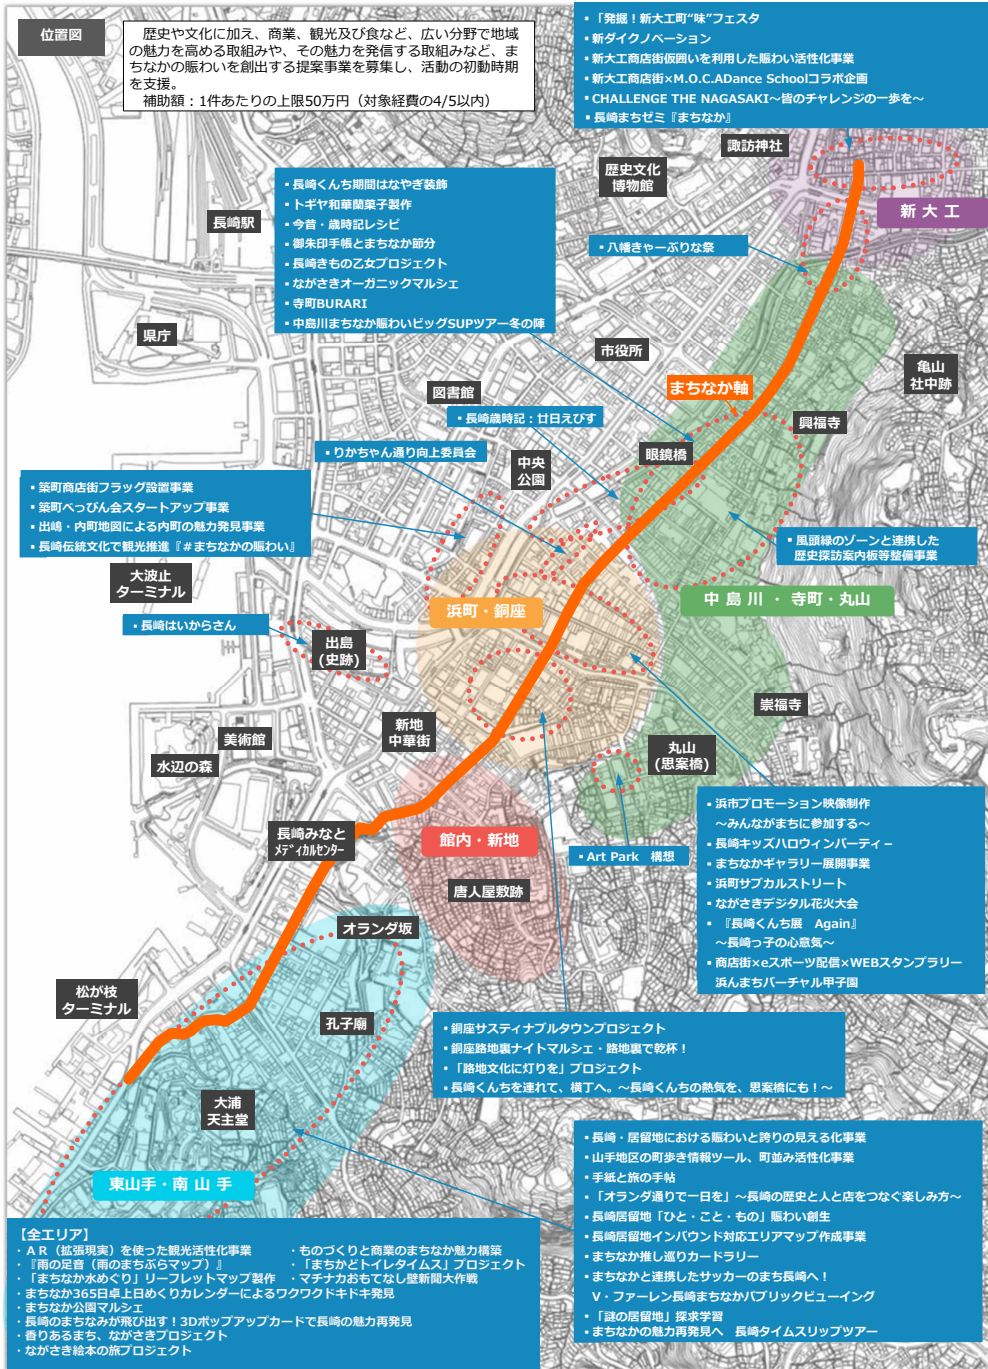 位置図
歴史や文化に加え、商業、観光及び食など、広い分野で地域
の魅力を高める取組みや、その魅力を発信する取組みなど、ま
ちなかの賑わいを創出する提案事業を募集し、活動の初動時期
を支援。
補助額：1件あたりの上限50万円（対象経費の4/5以内）
▪「発掘！新大工町“味”フェスタ
▪新ダイクノベーション
▪新大工商店街仮囲いを利用した賑わい活性化事業
▪新大工商店街×M.O.C.ADance Schoolコラボ企画
▪CHALLENGE THE NAGASAKI～皆のチャレンジの一歩を～
▪長崎まちゼミ『まちなか』
諏訪神社
歴史文化
博物館
新 大 工
▪長崎くんち期間はなやぎ装飾
▪トギヤ和華蘭菓子製作
▪今昔・歳時記レシピ
▪御朱印手帳とまちなか部分
▪長崎きもの乙女プロジェクト
▪ながさきオーガニックマルシェ
▪寺町BURARI
▪中島川まちなか賑わいビッグSUPツアー冬の陣
長崎駅
▪八幡きゃーぶりな祭
県庁
市役所
亀山
社中跡
まちなか軸
図書館
▪長崎歳時記：廿日えびす
興福寺
▪りかちゃん通り向上委員会
眼鏡橋
中央
公園
▪築町商店街フラッグ設置事業
▪築町べっぴん会スタートアップ事業
▪出嶋・内町地図による内町の魅力発見事業
▪長崎伝統文化で観光推進『＃まちなかの賑わい』
▪風頭緑のゾーンと連携した
歴史探訪案内板等整備事業
大波止
ターミナル
浜町・銅座
中 島 川 ・ 寺町・丸山
▪長崎はいからさん
出島
(史跡)
崇福寺
新地
中華街
美術館
丸山
(思案橋)
水辺の森
▪浜市プロモーション映像制作
～みんながまちに参加する～
▪長崎キッズハロウィンパーティー
▪まちなかギャラリー展開事業
▪浜町サブカルストリート
▪ながさきデジタル花火大会
▪『長崎くんち展　Again』
～長崎っ子の心意気～
▪商店街×eスポーツ配信×WEBスタンプラリー
浜んまちバーチャル甲子園
長崎みなと
メディカルセンター
館内・新地
▪Art Park　構想
唐人屋敷跡
オランダ坂
松が枝
ターミナル
孔子廟
▪銅座サスティナブルタウンプロジェクト
▪銅座路地裏ナイトマルシェ・路地裏で乾杯！
▪「路地文化に灯りを」プロジェクト
▪長崎くんちを連れて、横丁へ。～長崎くんちの熱気を、思案橋にも！～
大浦
天主堂
東山手・南 山 手
▪長崎・居留地における賑わいと誇りの見える化事業
▪山手地区の町歩き情報ツール、町並み活性化事業
▪手紙と旅の手帖
▪「オランダ通りで一日を」～長崎の歴史と人と店をつなぐ楽しみ方～
▪長崎居留地「ひと・こと・もの」賑わい創生
▪長崎居留地インバウンド対応エリアマップ作成事業
▪まちなか推し巡りカードラリー
▪まちなかと連携したサッカーのまち長崎へ！
V・ファーレン長崎まちなかパブリックビューイング
▪「謎の居留地」探求学習
▪まちなかの魅力再発見へ　長崎タイムスリップツアー
【全エリア】
・ＡＲ（拡張現実）を使った観光活性化事業
・『雨の足音（雨のまちぶらマップ）』
・「まちなか水めぐり」リーフレットマップ製作
・まちなか365日卓上日めくりカレンダーによるワクワクドキドキ発見
・まちなか公園マルシェ
・長崎のまちなみが飛び出す！3Dポップアップカードで長崎の魅力再発見
・香りあるまち、ながさきプロジェクト
・ながさき絵本の旅プロジェクト
・ものづくりと商業のまちなか魅力構築
・「まちかどトイレタイムス」プロジェクト
・マチナカおもてなし壁新聞大作戦